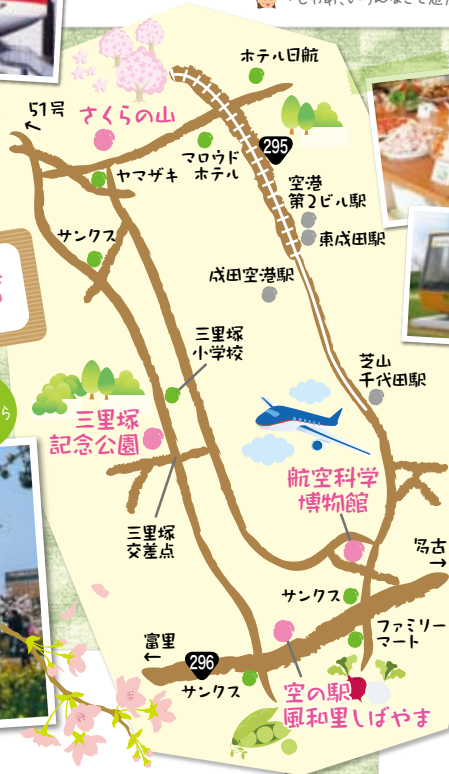 ホテル日航
51号
さくらの山
295
マロウド
ホテル
ヤマザキ
空港
第2ビル駅
東成田駅
サンクス
成田空港駅
三里塚
小学校
芝山
千代田駅
ら
三里塚
記念公園
航空科学
博物館
三里塚
交差点
多古
サンクス
ファミリー
マート
富里
296
サンクス
空の駅
風和里しばやま